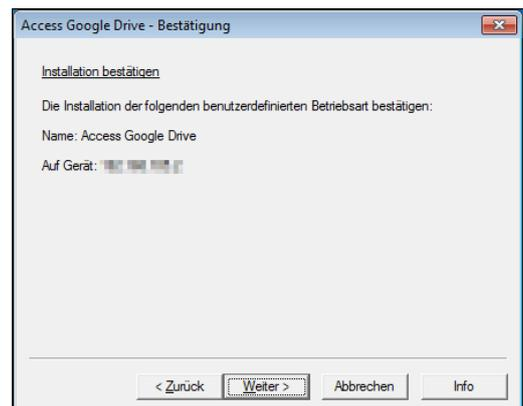 Access Google Drive - Bestätigung
Installation bestätigen
Die Installation der folgenden benutzerdefinierten Betriebsart bestätigen:
Name: Access Google Drive
Auf Gerät:
< Zurück
Weiter >
Abbrechen
Info